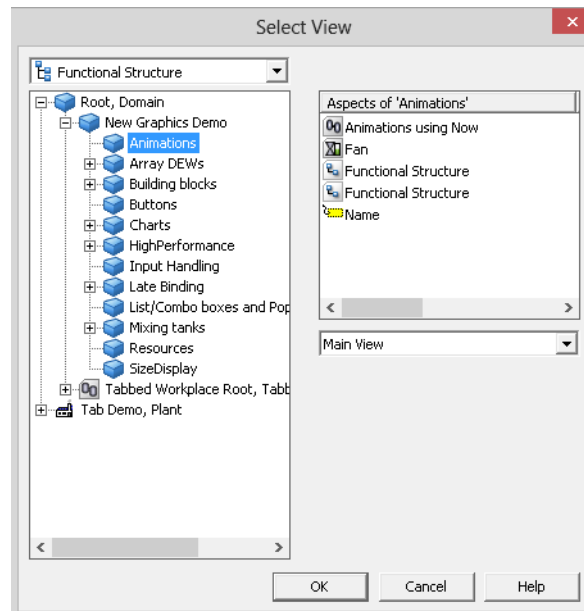 Select View
Functional Structure
Root, Domain
New Graphics Demo
Animations
Array DEWs
Building blocks
Buttons
Charts
HighPerformance
Input Handling
Late Binding
List/Combo boxes and Pop
Mixing tanks
Resources
SizeDisplay
Tabbed Workplace Root, Tabb
Tab Demo, Plant
Aspects of 'Animations'
Animations using Now
Fan
Functional Structure
Functional Structure
Name
Main View
OK Cancel Help